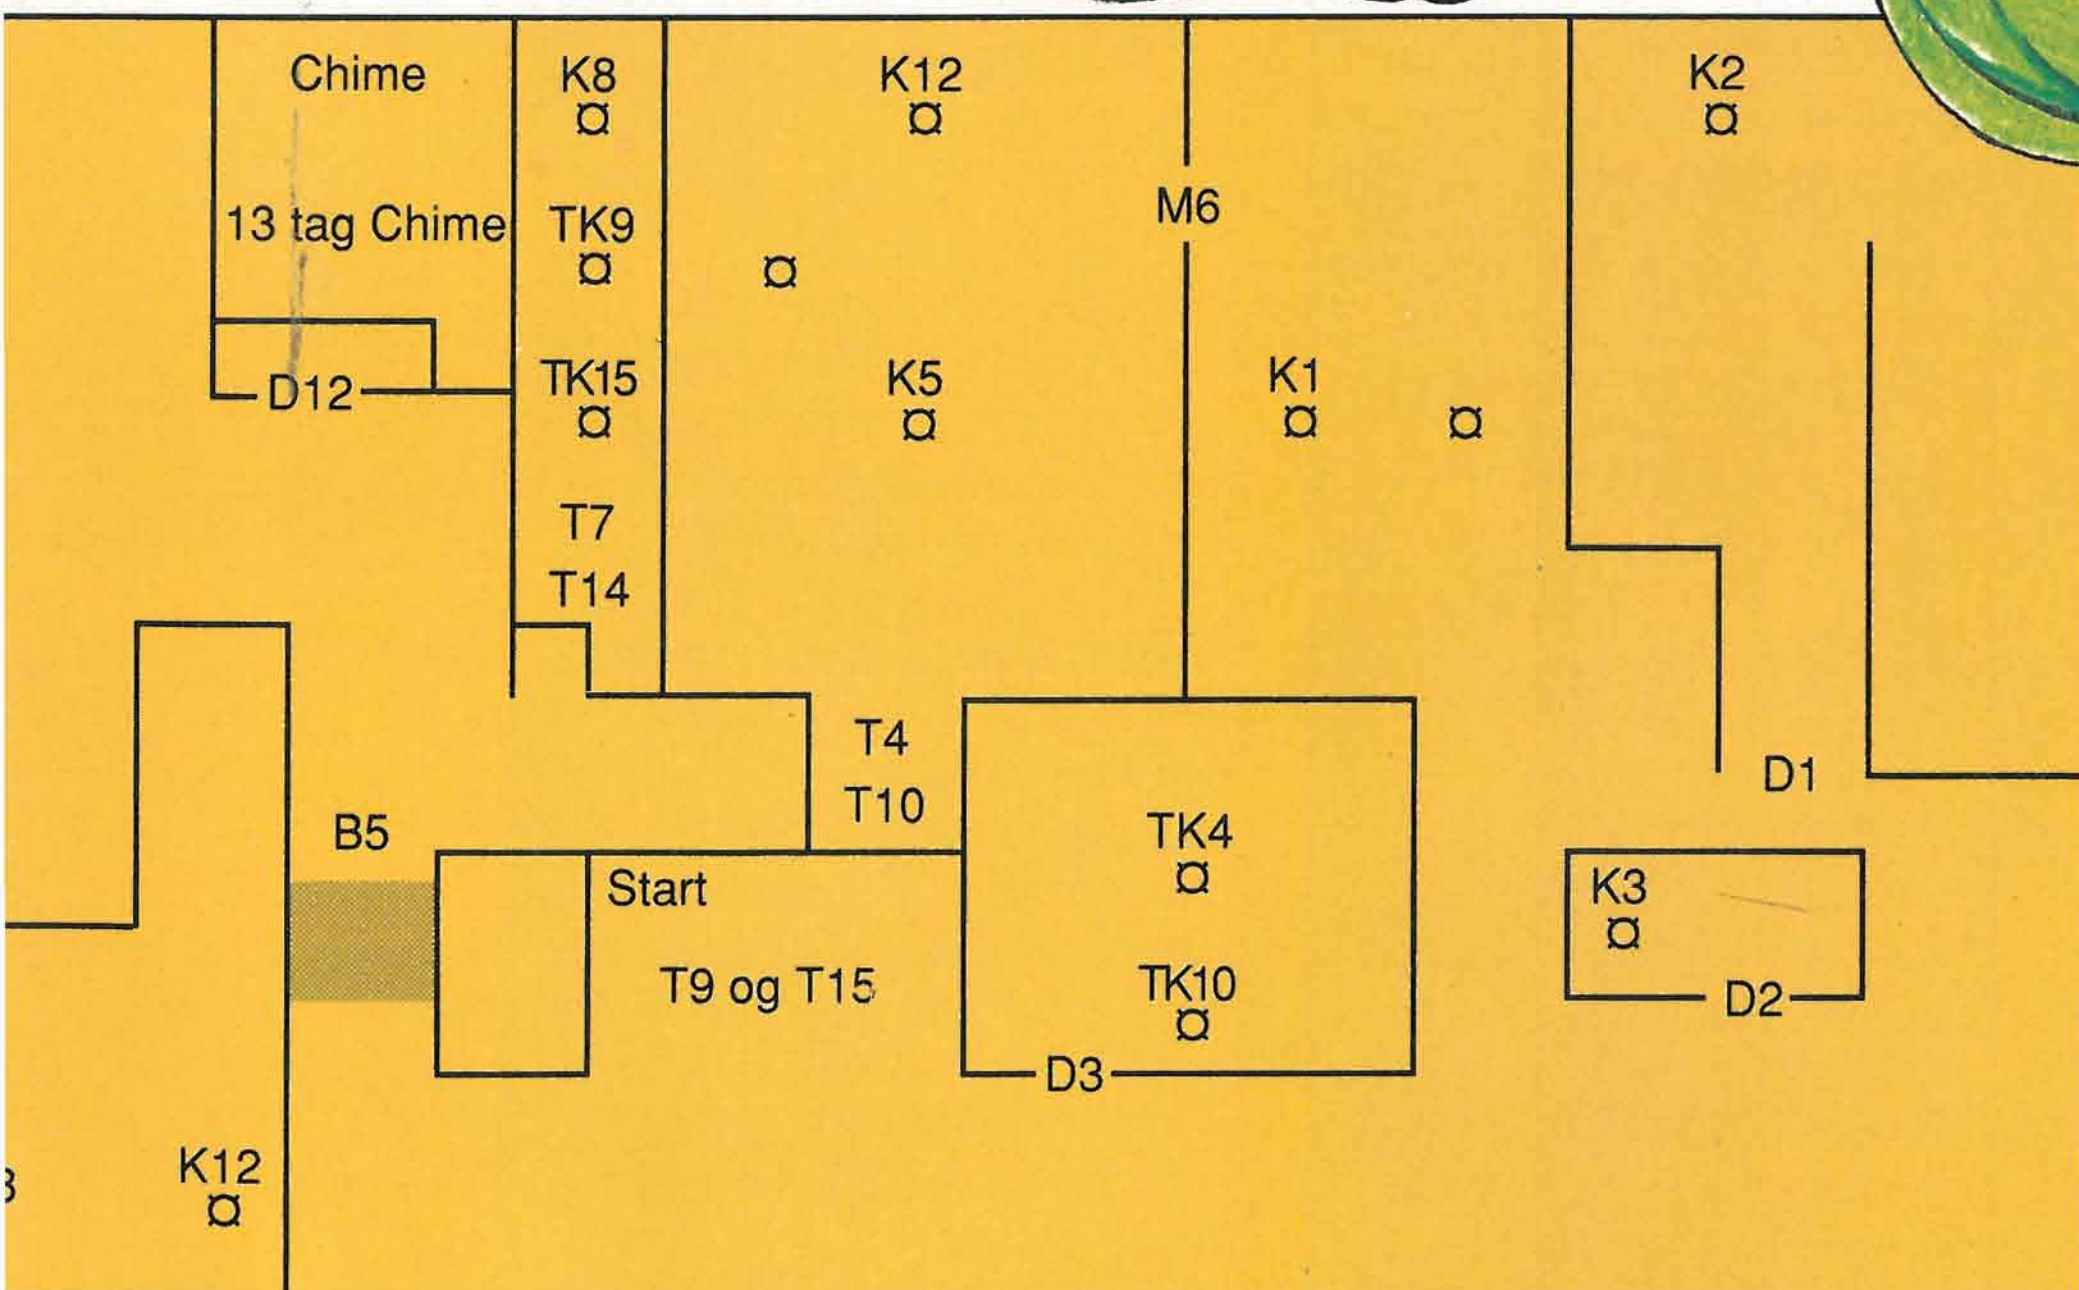 Chime K8 K12 K2
¤ ¤ ¤
M6
13 tag Chime TK9
¤ ¤
D12 TK15 K5 K1
¤ ¤ ¤ ¤
T7
T14
T4
D1
T10
B5 TK4
¤
Start K3
¤
T9 og T15 TK10 D2
¤
D3
K12
¤